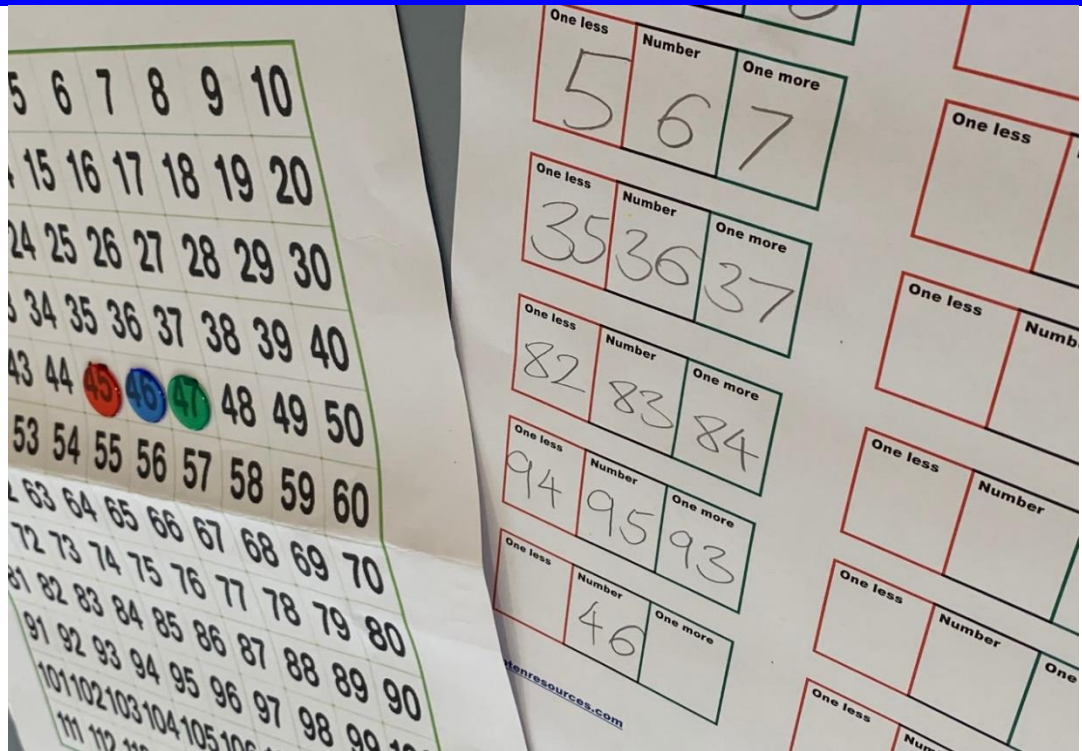 5 6 7 8 9 10
15 16 17 18 19 20
24 25 26 27 28 29 30
34 35 36 37 38 39 40
43 44 45 46 47 48 49 50
53 54 55 56 57 58 59 60
63 64 65 66 67 68 69 70
72 73 74 75 76 77 78 79 80
81 82 83 84 85 86 87 88 89 90
91 92 93 94 95 96 97 98 99
101 102 103 104 105 106
111 112
One less Number One more
5 6 7
One less Number One more
35 36 37
One less Number One more
82 83 84
One less Number One more
94 95 93
One less Number One more
46
tenresources.com
One less
One less Numb
One less Number
One less Number One
One less Num